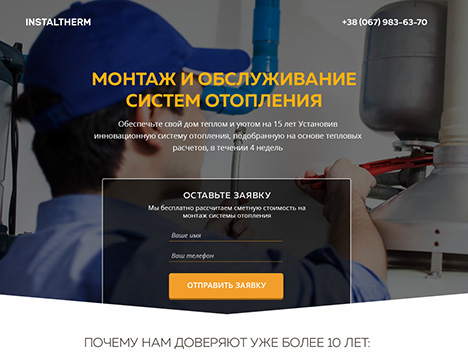 INSTALTHERM
+38 (067) 983-63-70
МОНТАЖ И ОБСЛУЖИВАНИЕ
СИСТЕМ ОТОПЛЕНИЯ
Обеспечьте свой дом теплом и уютом на 15 лет Установив
инновационную систему отопления, подобранную на основе тепловых
расчетов, в течении 4 недель
ОСТАВЬТЕ ЗАЯВКУ
Мы бесплатно рассчитаем сметную стоимость на
монтаж системы отопления
Ваше имя
Ваш телефон
ОТПРАВИТЬ ЗАЯВКУ
ПОЧЕМУ НАМ ДОВЕРЯЮТ УЖЕ БОЛЕЕ 10 ЛЕТ: